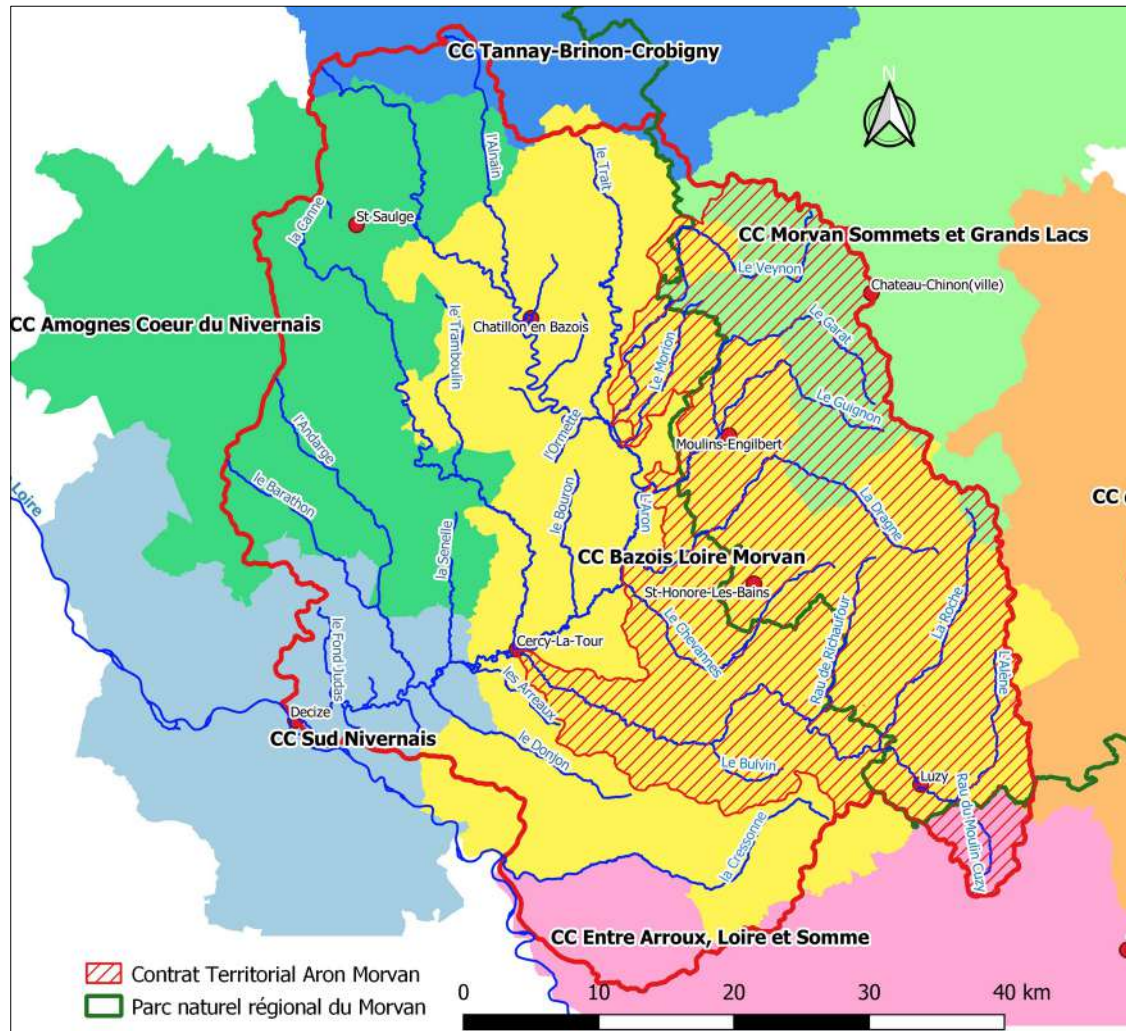 CC Tannay-Brinon-Crobigny
N
l'Alnain
le Trait
la Canne
St Saulge
CC Morvan Sommets et Grands Lacs
Le Veynon
Chateau-Chinon(ville)
CC Amognes Coeur du Nivernais
le Tramboulin
Chatillon en Bazois
Le Morion
Le Garat
Le Guignon
l'Andarge
l'Ormette
Moulins-Engilbert
le Barathon
Loire
le Bouron
L'Aron
La Dragne
CC
la Senelle
CC Bazois Loire Morvan
St-Honore-Les-Bains
le Fond Judas
Cercy-La-Tour
Le Chevannes
Rau de Richaufour
La Roche
L'Alène
les Arreaux
Decize
CC Sud Nivernais
le Donjon
Le Bulvin
Luzy
Rau du Moulin Cuzy
la Cressonne
CC Entre Arroux, Loire et Somme
Contrat Territorial Aron Morvan
Parc naturel régional du Morvan
0 10 20 30 40 km